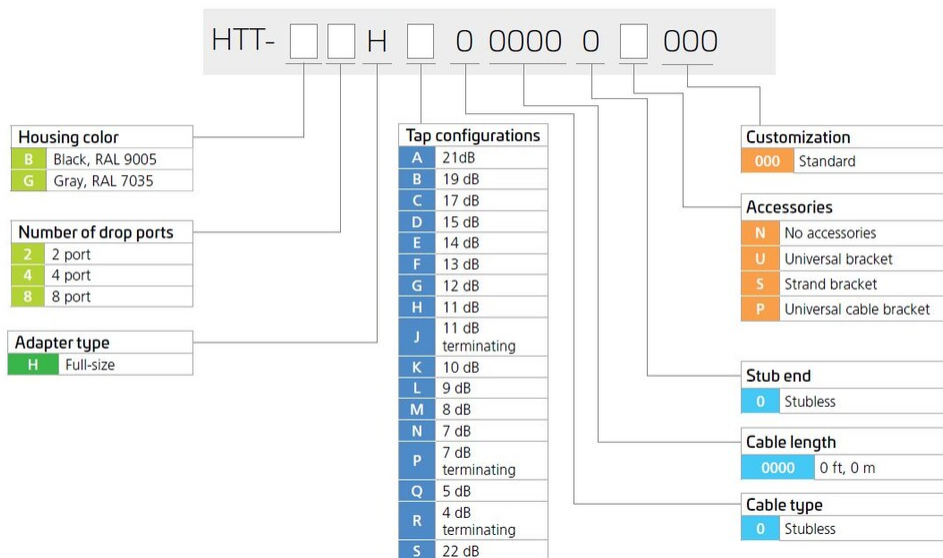 HTT- H 0 0000 0 000
Housing color
B Black, RAL 9005
G Gray, RAL 7035
Number of drop ports
2 2 port
4 4 port
8 8 port
Adapter type
H Full-size
Tap configurations
A 21dB
B 19 dB
C 17 dB
D 15 dB
E 14 dB
F 13 dB
G 12 dB
H 11 dB
J 11 dB
terminating
K 10 dB
L 9 dB
M 8 dB
N 7 dB
P 7 dB
terminating
Q 5 dB
R 4 dB
terminating
S 22 dB
Customization
000 Standard
Accessories
N No accessories
U Universal bracket
S Strand bracket
P Universal cable bracket
Stub end
0 Stubless
Cable length
0000 0 ft, 0 m
Cable type
0 Stubless